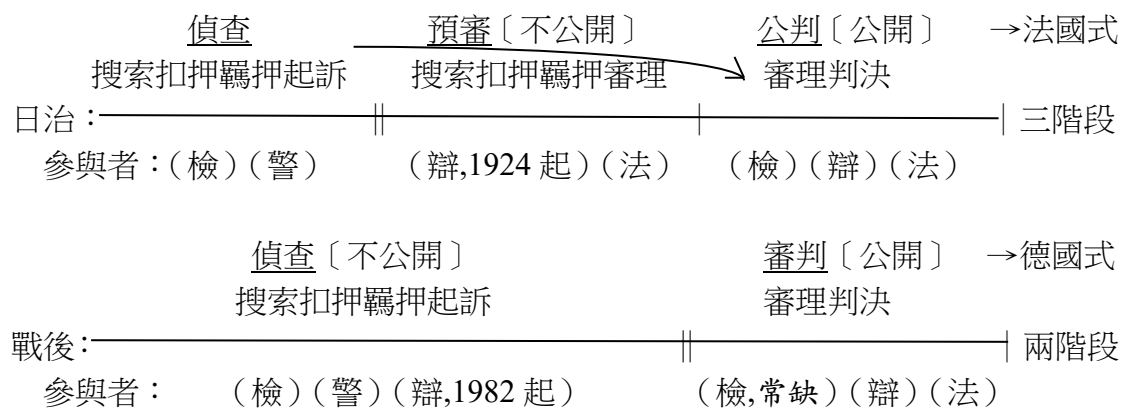 偵查 預審〔不公開〕 公判〔公開〕 →法國式
搜索扣押羈押起訴 搜索扣押羈押審理 審理判決
日治： 三階段
參與者：(檢)(警) (辯,1924 起)(法) (檢)(辯)(法)
偵查〔不公開〕 審判〔公開〕 →德國式
搜索扣押羈押起訴 審理判決
戰後： 兩階段
參與者： (檢)(警)(辯,1982 起) (檢,常缺)(辯)(法)